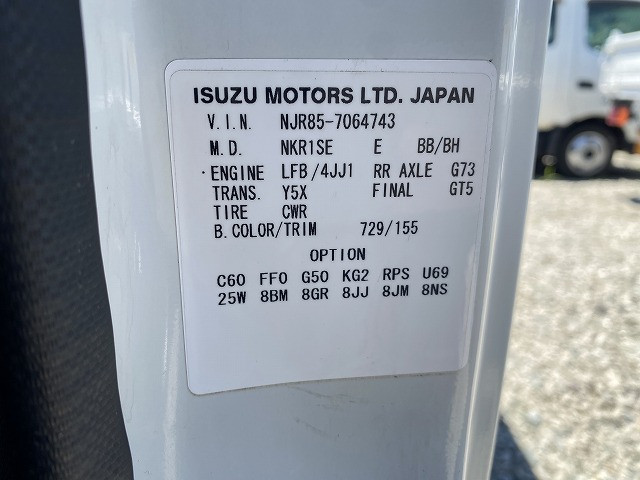 ISUZU MOTORS LTD. JAPAN
V.I.N. NJR85-7064743
M.D. NKR1SE E BB/BH
·ENGINE LFB/4JJ1 RR AXLE G73
TRANS. Y5X FINAL GT5
TIRE CWR
B.COLOR/TRIM 729/155
OPTION
C60 FF0 G50 KG2 RPS U69
25W 8BM 8GR 8JJ 8JM 8NS